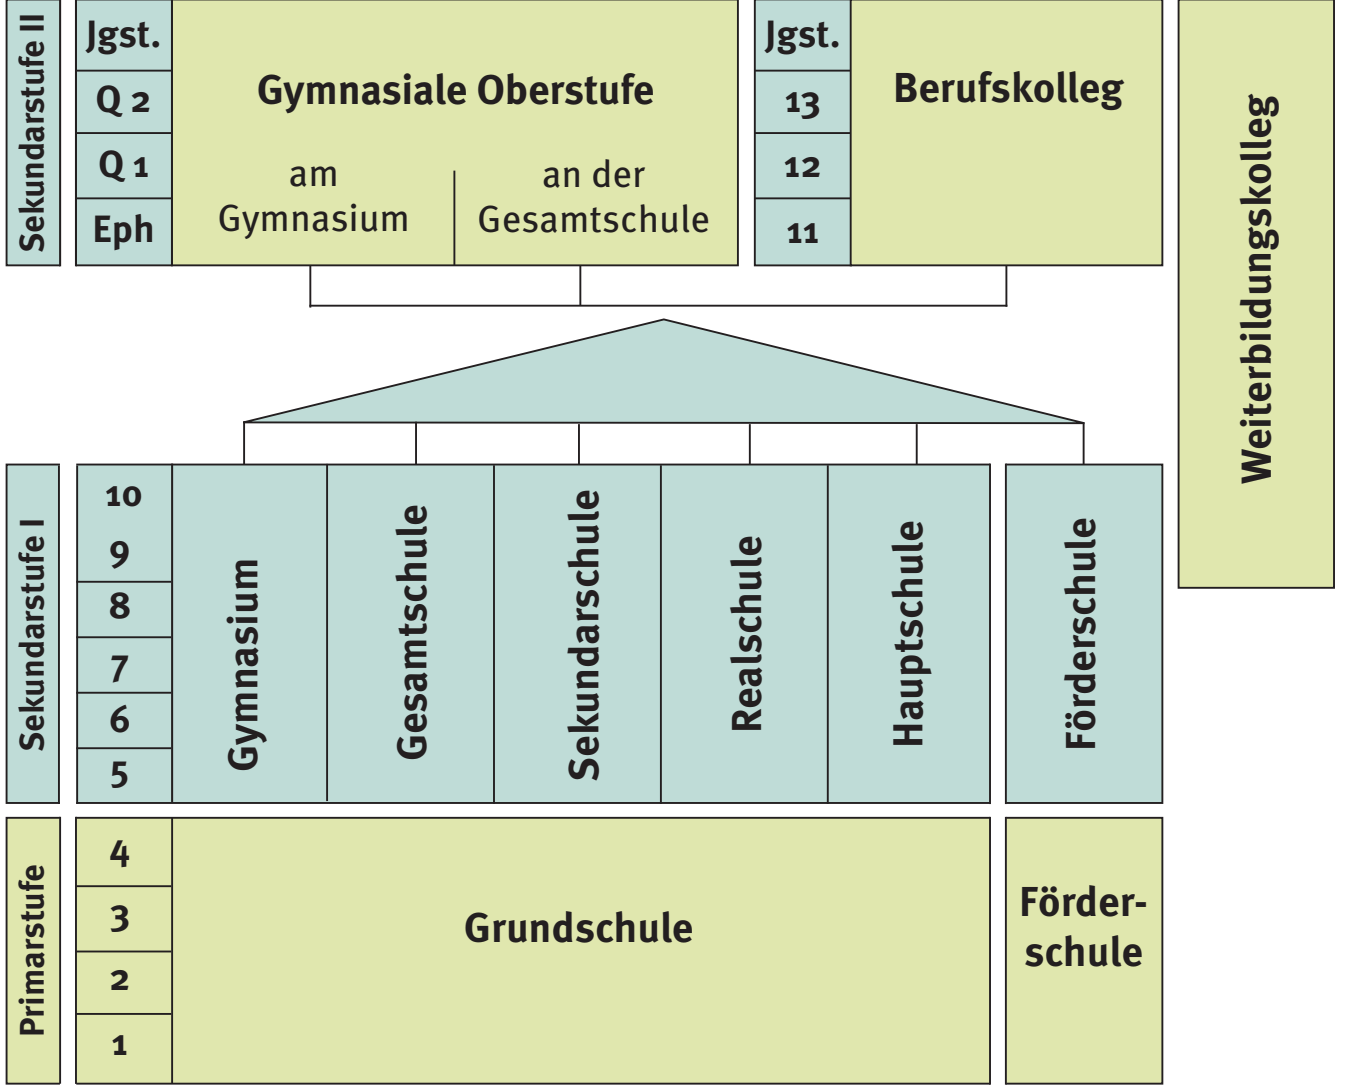 Sekundarstufe II
Jgst.
Q 2
Q 1
Eph
Gymnasiale Oberstufe
am
Gymnasium
an der
Gesamtschule
Jgst.
13
12
11
Berufskolleg
Weiterbildungskolleg
Sekundarstufe I
10
9
8
7
6
5
Gymnasium
Gesamtschule
Sekundarschule
Realschule
Hauptschule
Förderschule
Primarstufe
4
3
2
1
Grundschule
Förder-
schule